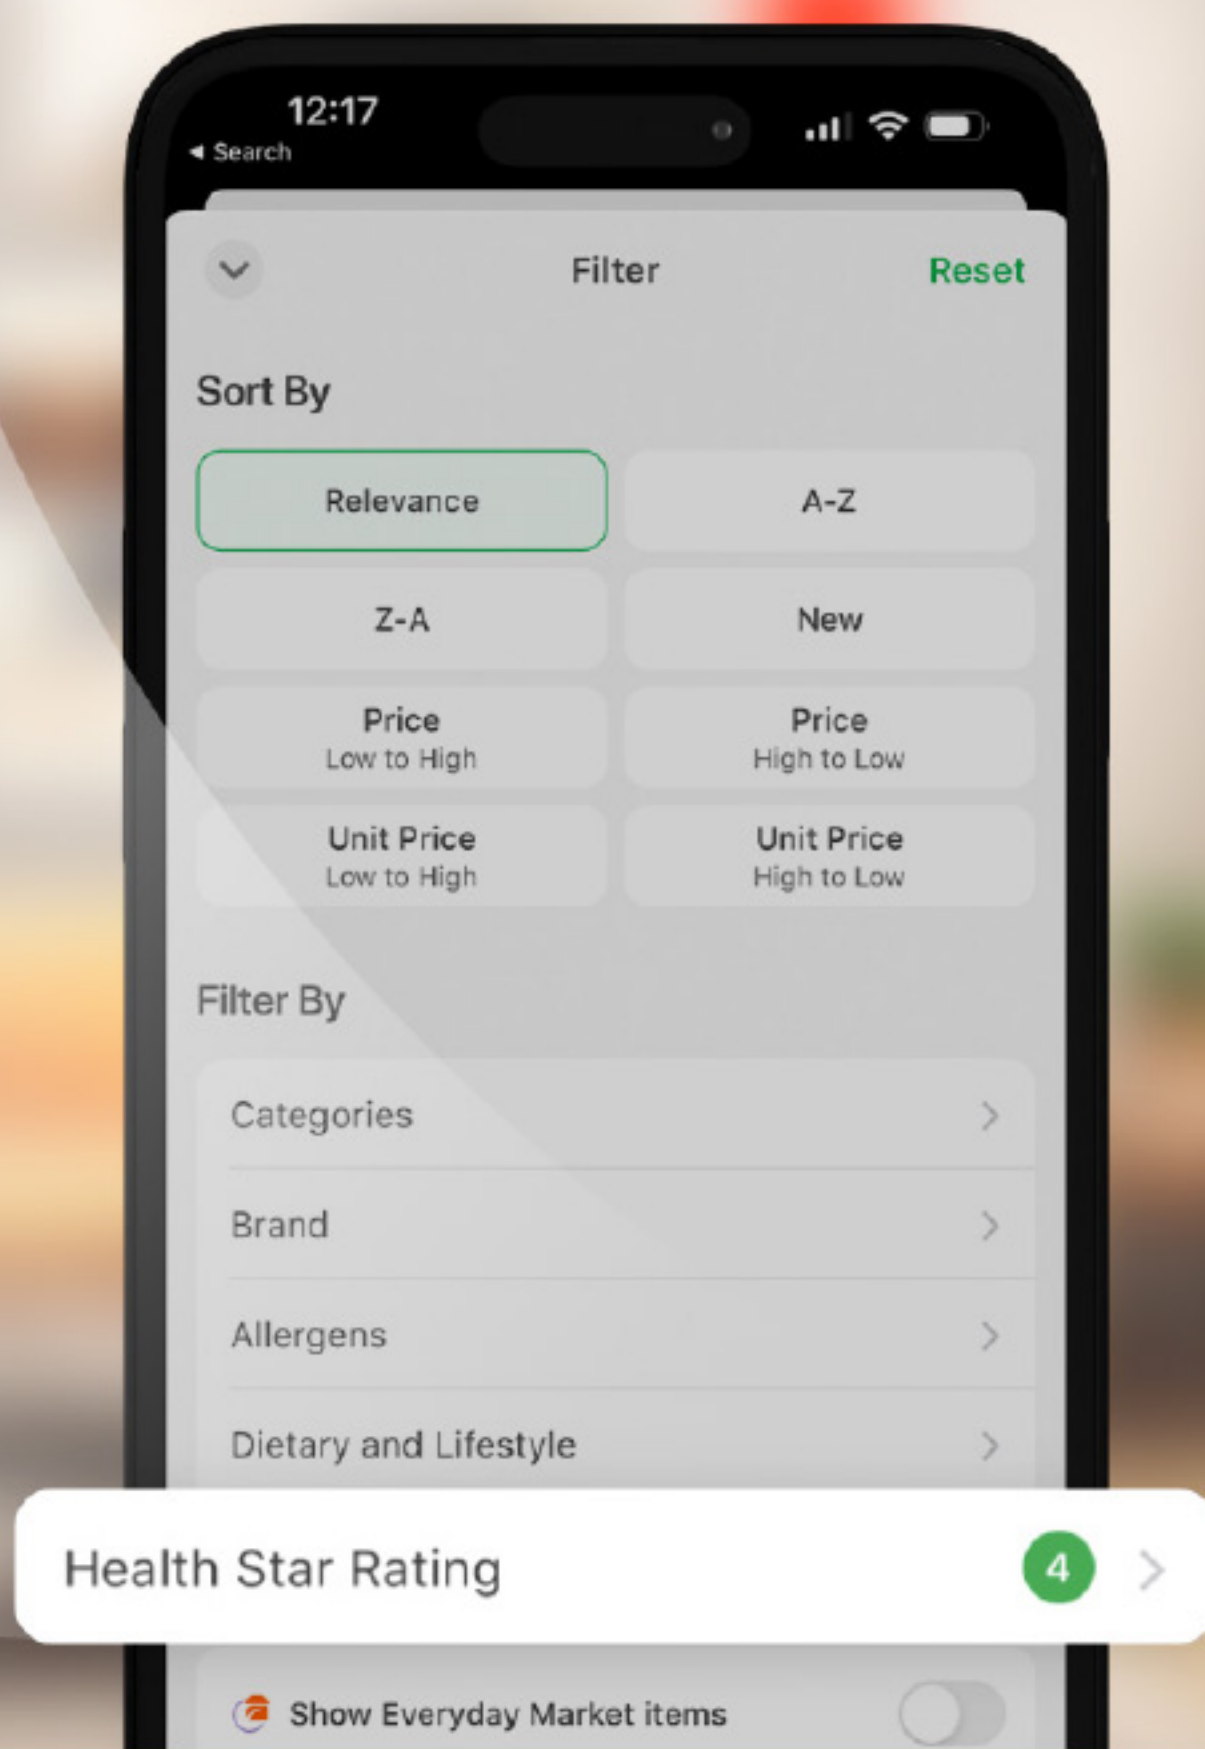 12:17
Search
Filter
Reset
Sort By
Relevance
A-Z
Z-A
New
Price
Low to High
Price
High to Low
Unit Price
Low to High
Unit Price
High to Low
Filter By
Categories
Brand
Allergens
Dietary and Lifestyle
Health Star Rating
4
Show Everyday Market items